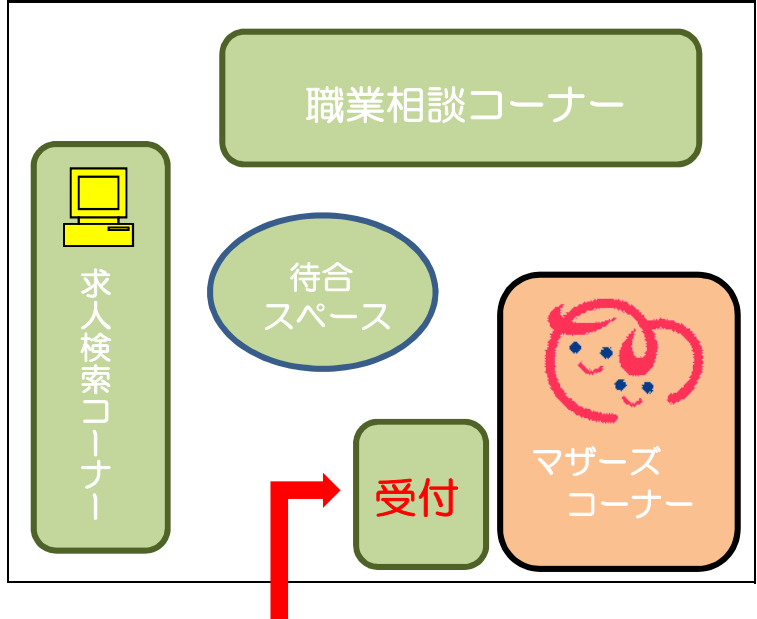 職業相談コーナー
求人検索コーナー
待合
スペース
受付
マザーズ
コーナー